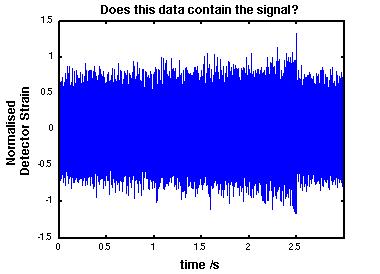 Does this data contain the signal?
1.5
1
0.5
0
-0.5
-1
-1.5
Normalised
Detector Strain
0 0.5 1 1.5 2 2.5
time /s